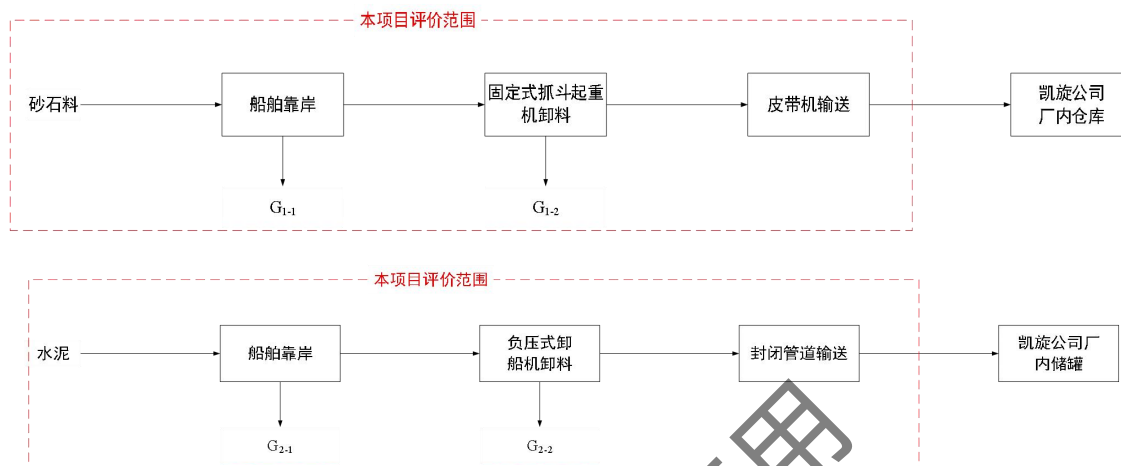 本项目评价范围
砂石料
船舶靠岸
固定式抓斗起重
机卸料
皮带机输送
凯旋公司
厂内仓库
G1-1
G1-2
本项目评价范围
水泥
船舶靠岸
负压式卸
船机卸料
封闭管道输送
凯旋公司厂
内储罐
G2-1
G2-2
用